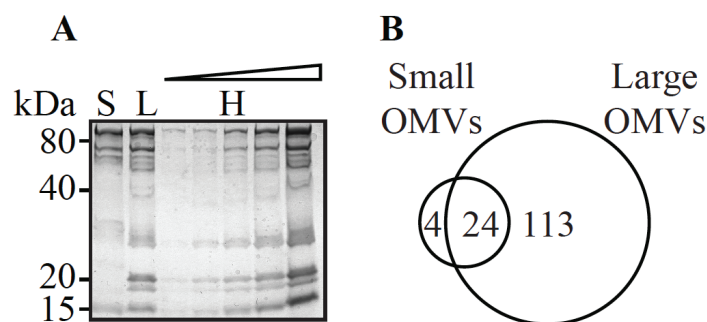 A
B
Small OMVs
Large OMVs
kDa S L H
80
40
20
15
4 24 113